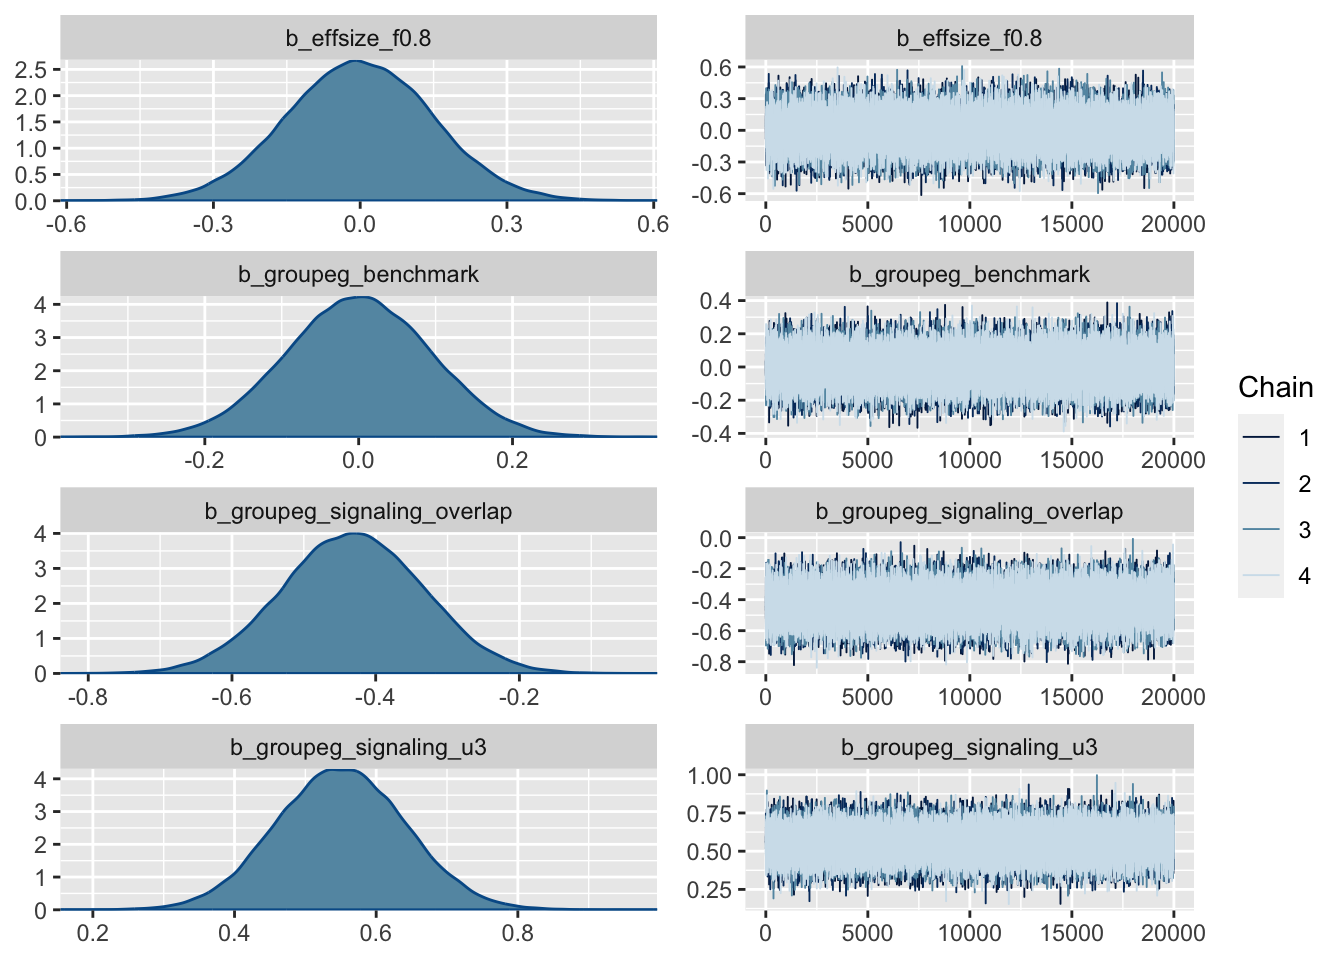 b_effsize_f0.8
2.5
2.0
1.5
1.0
0.5
0.0
-0.6 -0.3 0.0 0.3 0.6
b_effsize_f0.8
0.6
0.3
0.0
-0.3
-0.6
0 5000 10000 15000 20000
b_groupeg_benchmark
4
3
2
1
0
-0.2 0.0 0.2
b_groupeg_benchmark
0.4
0.2
0.0
-0.2
-0.4
0 5000 10000 15000 20000
b_groupeg_signaling_overlap
4
3
2
1
0
-0.8 -0.6 -0.4 -0.2
b_groupeg_signaling_overlap
0.0
-0.2
-0.4
-0.6
-0.8
0 5000 10000 15000 20000
b_groupeg_signaling_u3
4
3
2
1
0
0.2 0.4 0.6 0.8
b_groupeg_signaling_u3
1.00
0.75
0.50
0.25
0 5000 10000 15000 20000
Chain
1
2
3
4